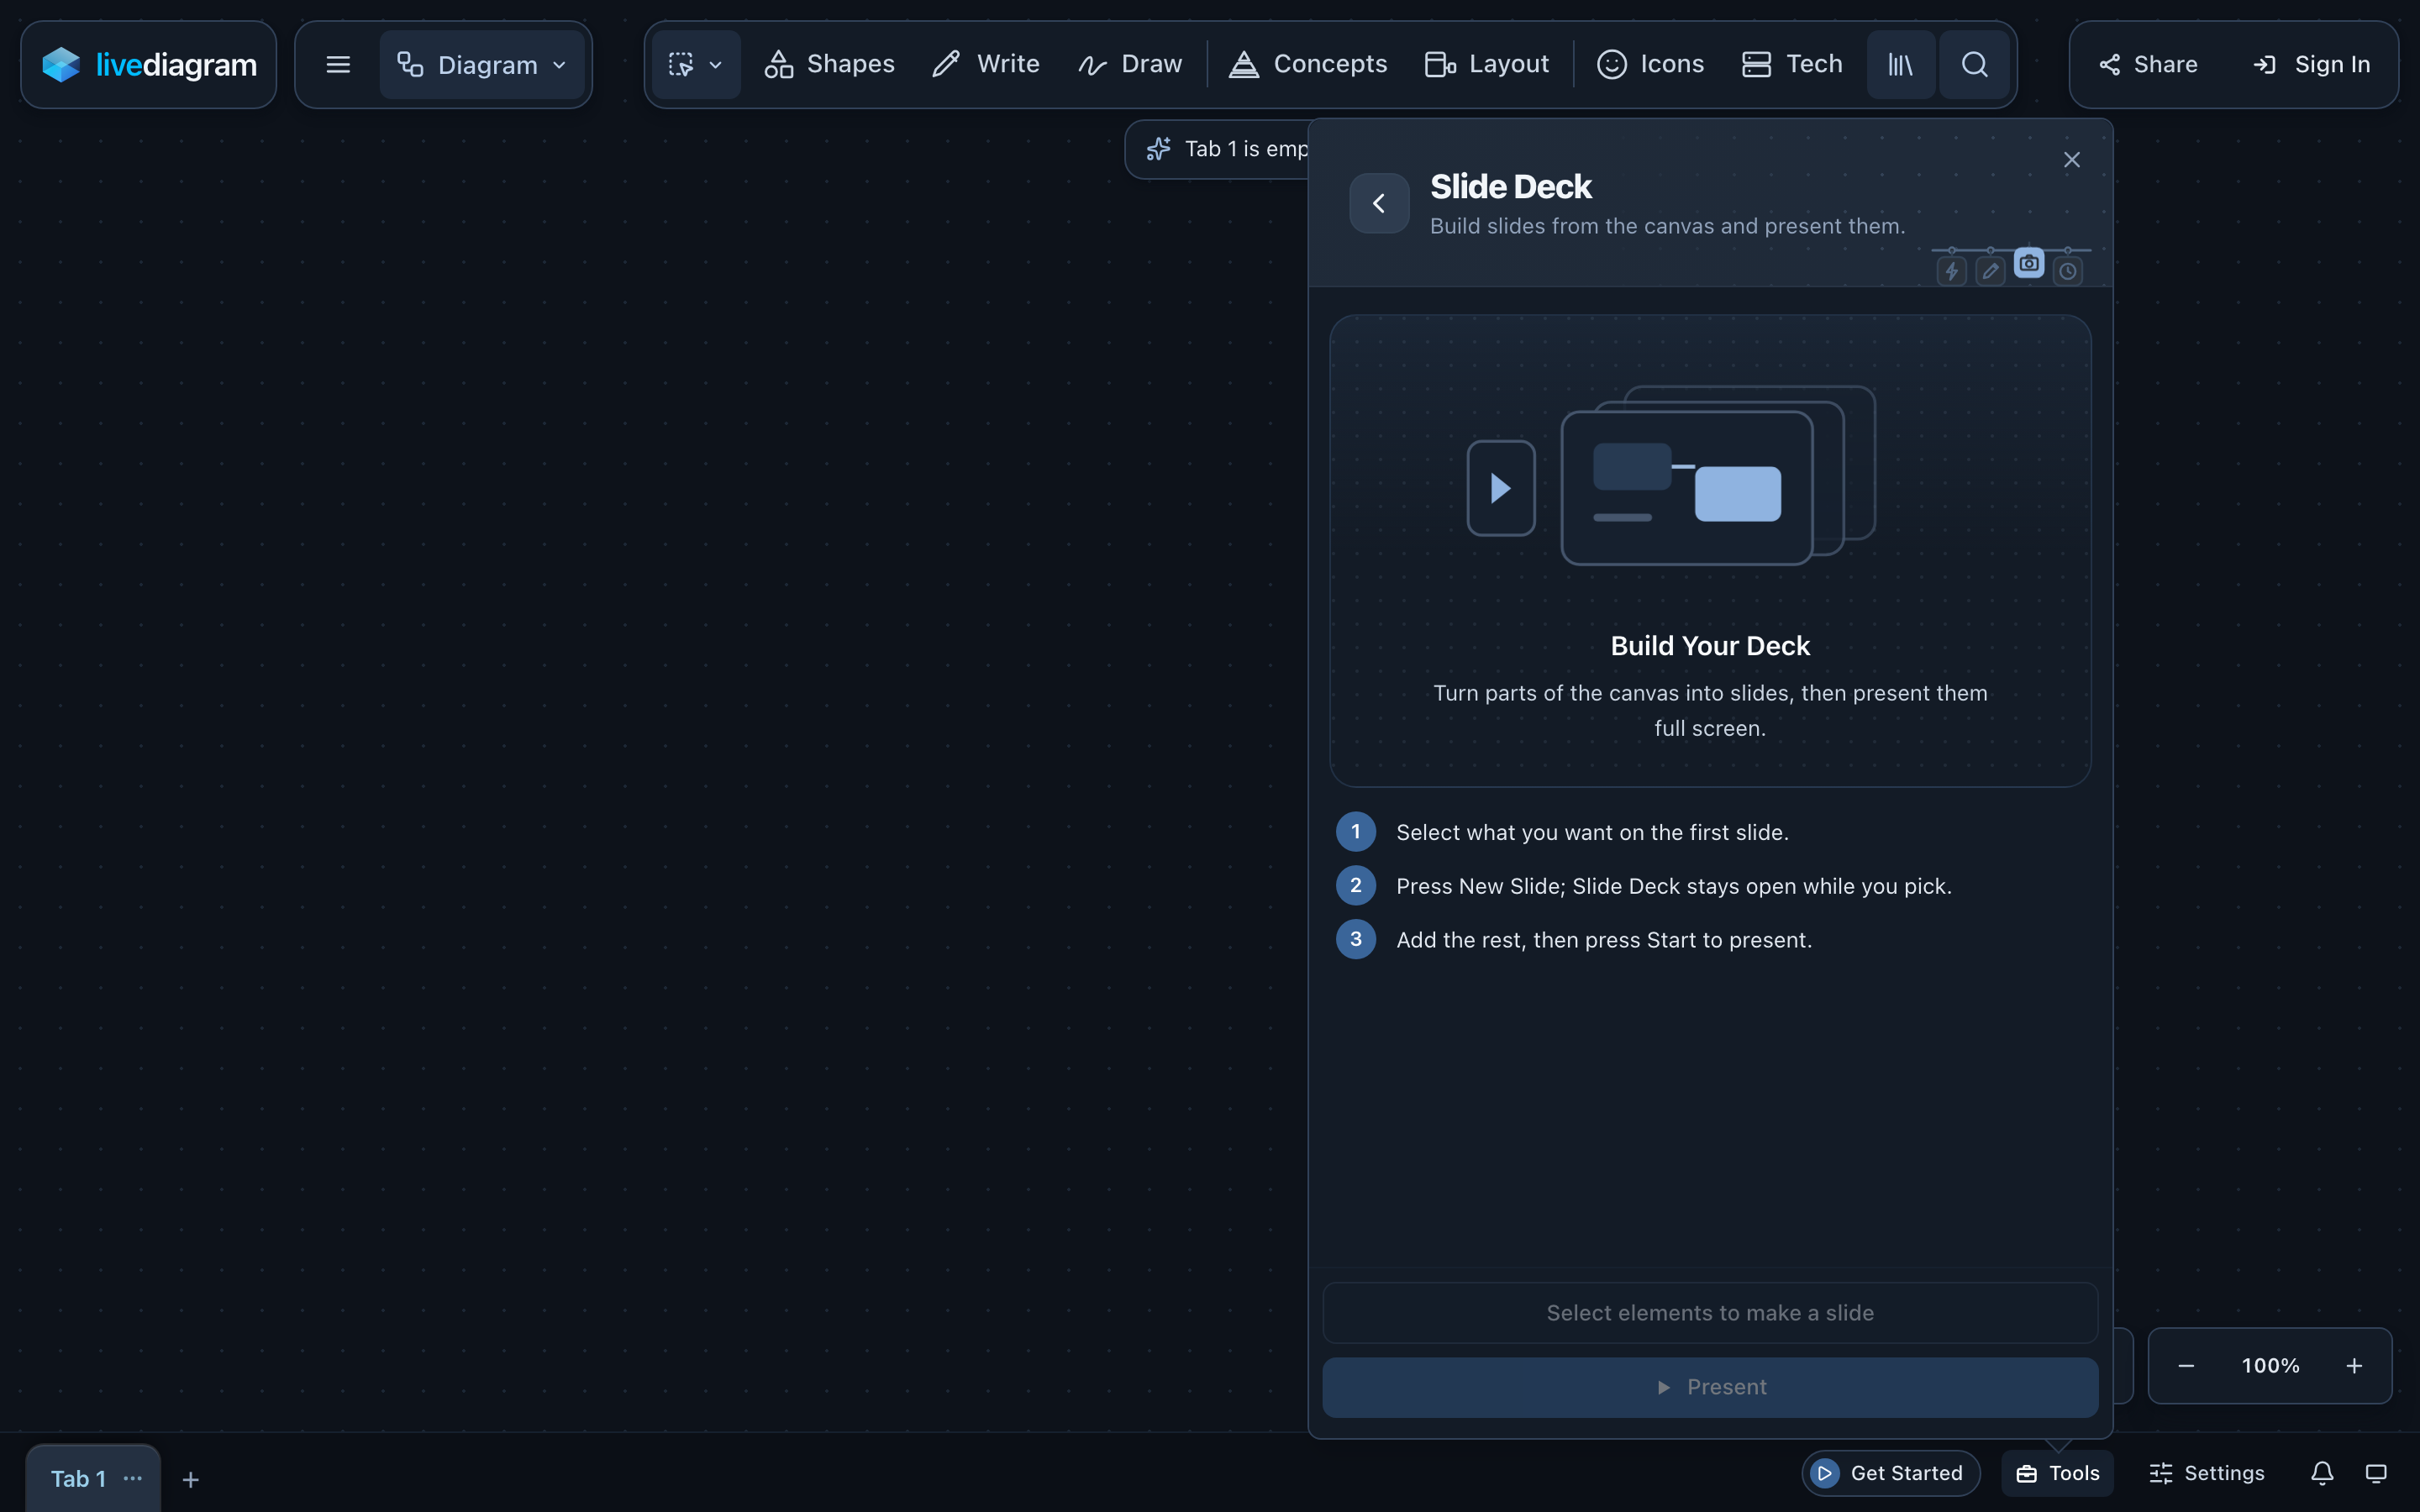 livediagram
Diagram
Shapes
Write
Draw
Concepts
Layout
Icons
Tech
Share
Sign In
Tab 1 is emp
Slide Deck
Build slides from the canvas and present them.
Build Your Deck
Turn parts of the canvas into slides, then present them
full screen.
1 Select what you want on the first slide.
2 Press New Slide; Slide Deck stays open while you pick.
3 Add the rest, then press Start to present.
Select elements to make a slide
Present
100%
Tab 1
Get Started
Tools
Settings